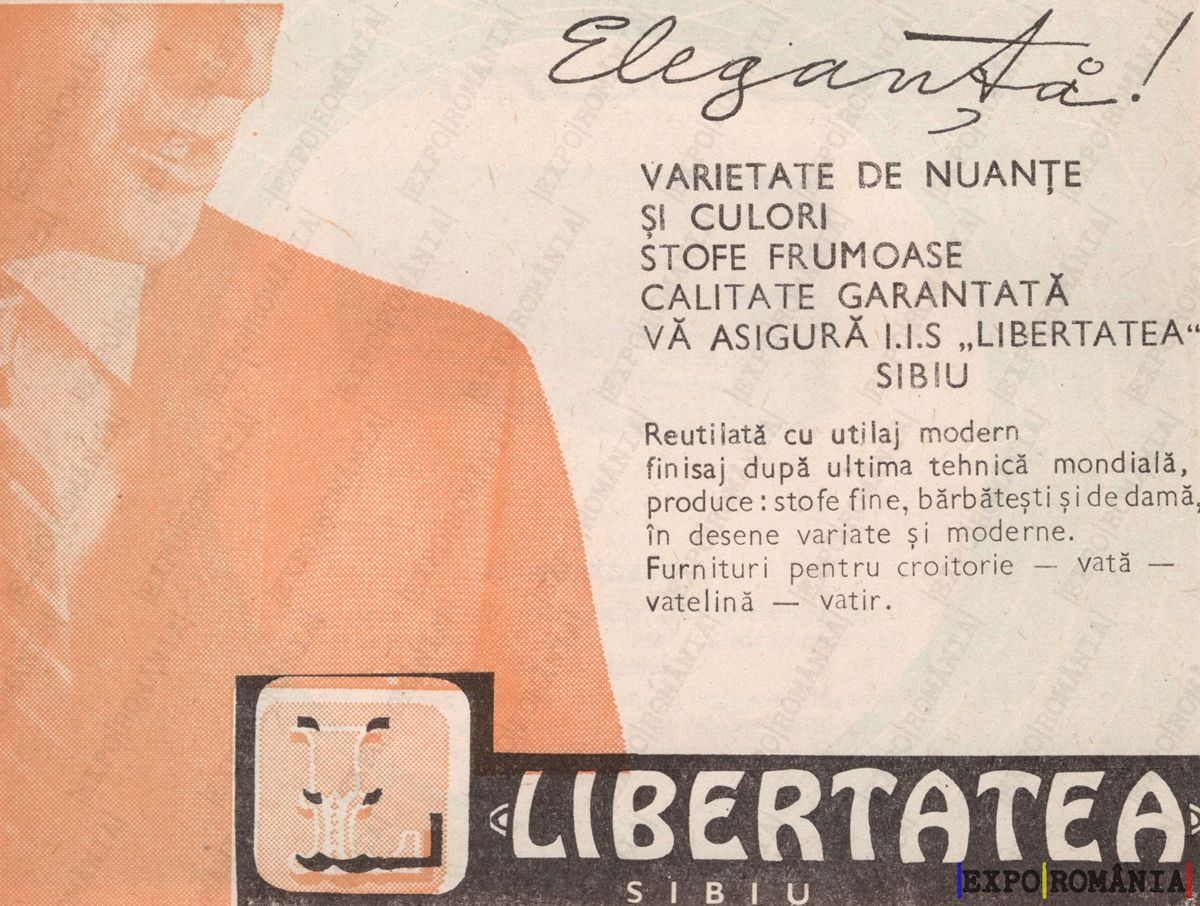 Eleganță!
VARIETATE DE NUANȚE
ȘI CULORI
STOFE FRUMOASE
CALITATE GARANTATĂ
VĂ ASIGURĂ I.I.S „LIBERTATEA“
SIBIU
Reutilată cu utilaj modern
finisaj după ultima tehnică mondială,
produce: stofe fine, bărbătești și de damă,
în desene variate și moderne.
Furnituri pentru croitorie — vată —
vatelină — vatir.
«LIBERTATEA»
SIBIU
|EXPO|ROMÂNIA|